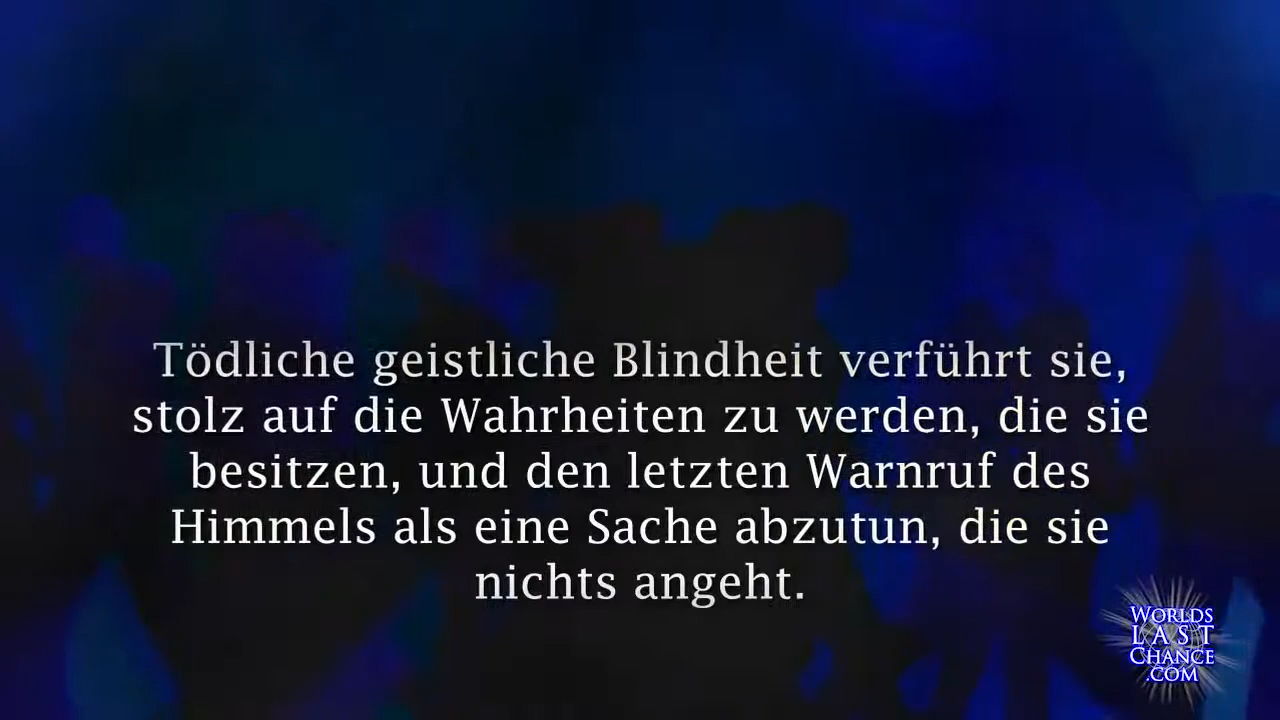 Tödliche geistliche Blindheit verführt sie,
stolz auf die Wahrheiten zu werden, die sie
besitzen, und den letzten Warnruf des
Himmels als eine Sache abzutun, die sie
nichts angeht.
WORLDS
LAST
CHANCE
.COM